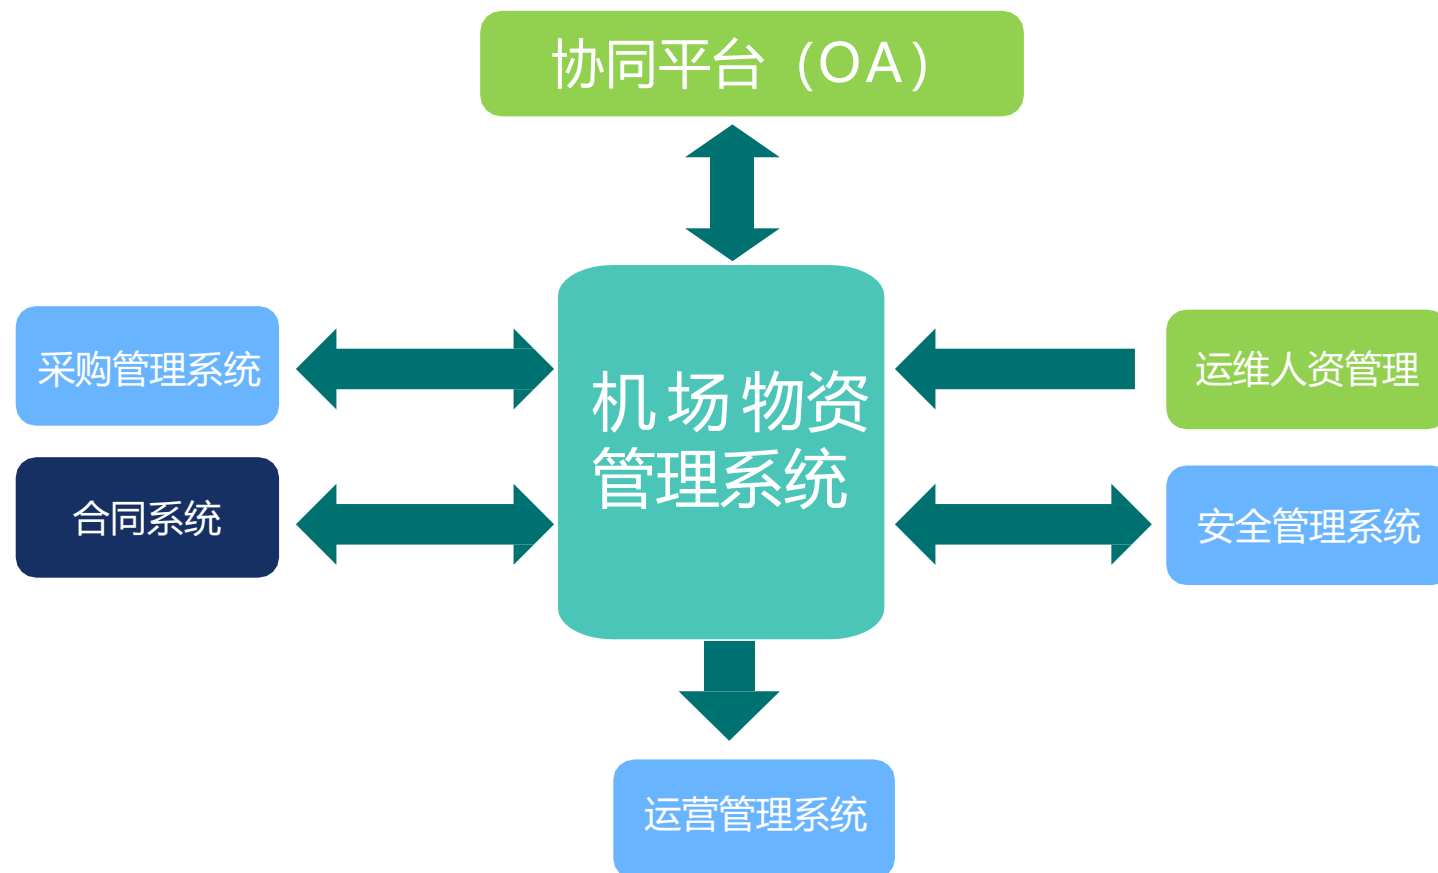 协同平台（OA）
采购管理系统
机场物资
管理系统
运维人资管理
合同系统
安全管理系统
运营管理系统